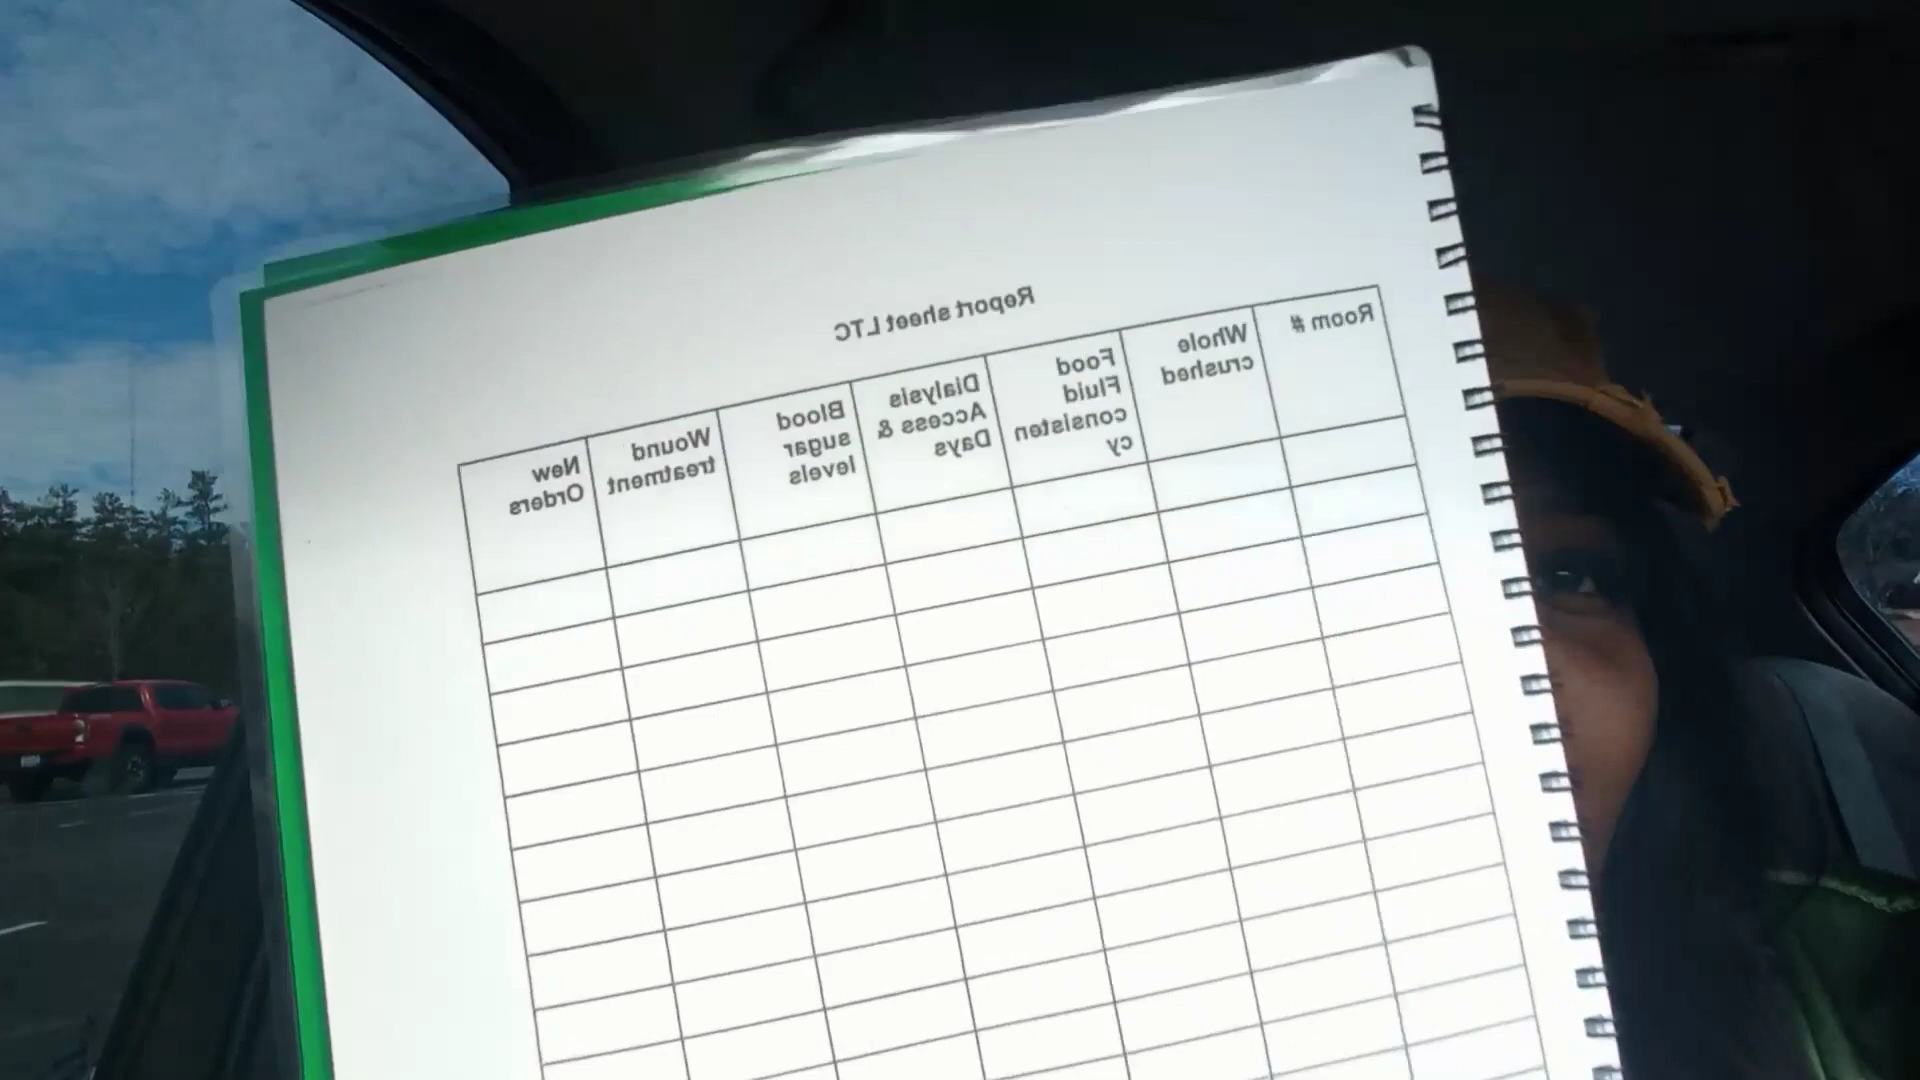 Report sheet LTC
Room #
Whole
crushed
Food
Fluid
consisten
cy
Dialysis
Access &
Days
Blood
sugar
levels
Wound
treatment
New
Orders